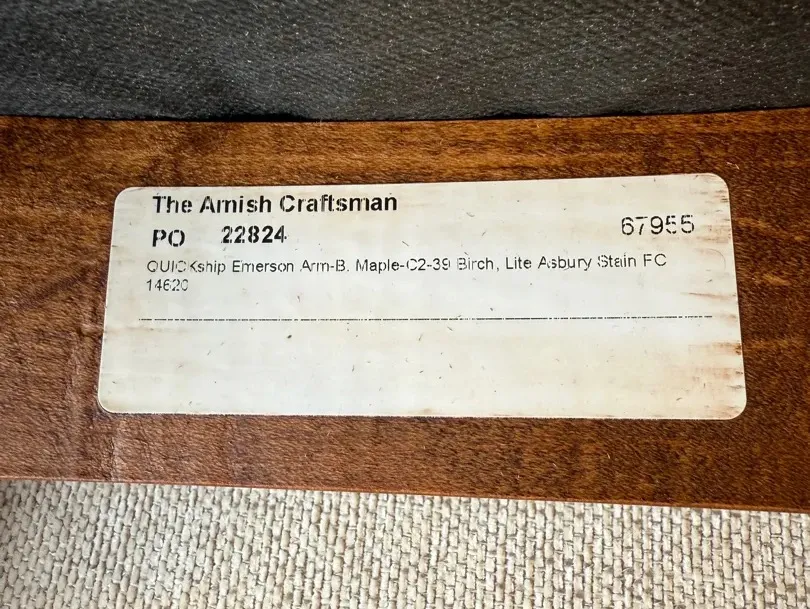 The Amish Craftsman
PO 22824 67955
QUICKship Emerson Arm-B, Maple-C2-39 Birch, Lite Asbury Stain FC
14620